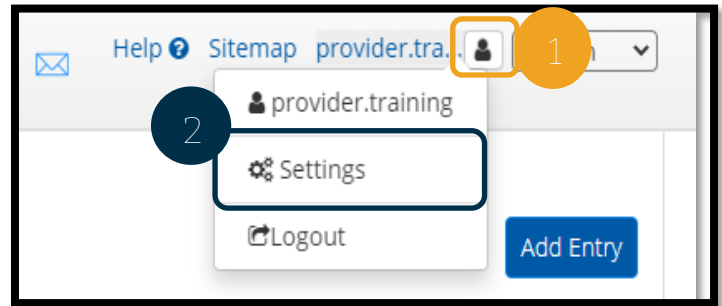 Help ? Sitemap provider.tra... 1
provider.training
2
Settings
Logout
Add Entry